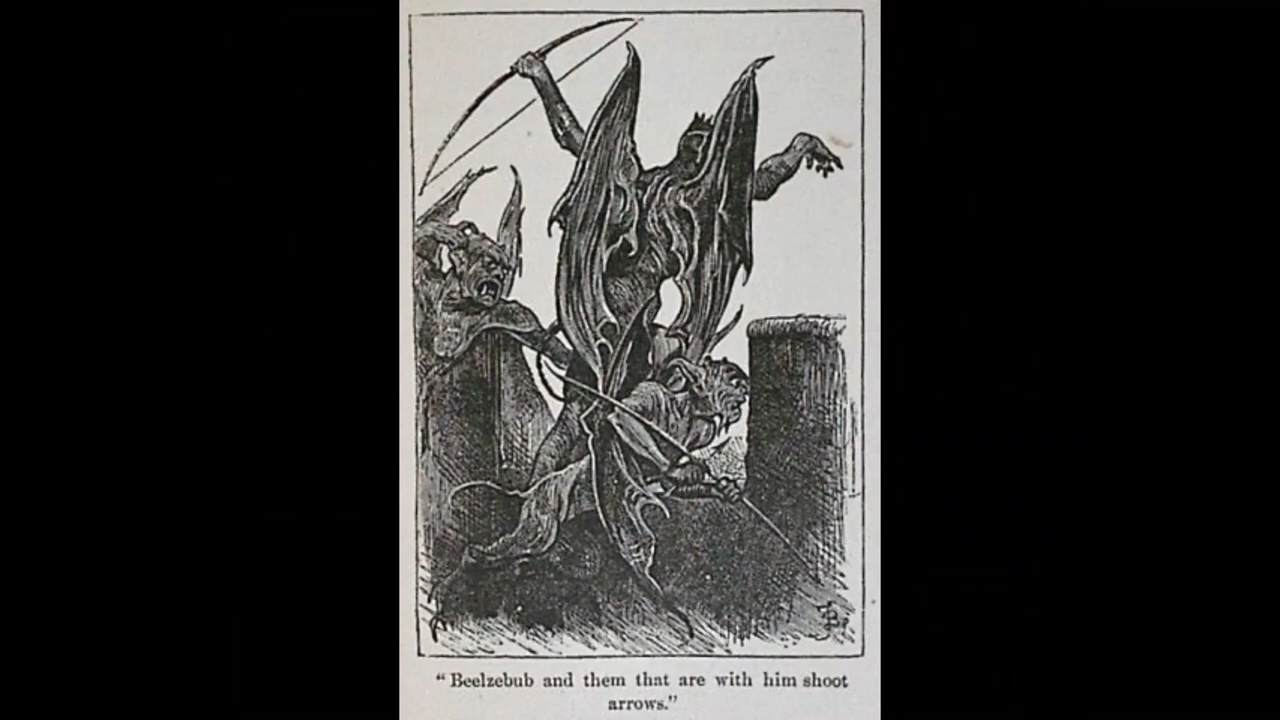 “ Beelzebub and them that are with him shoot
arrows.”